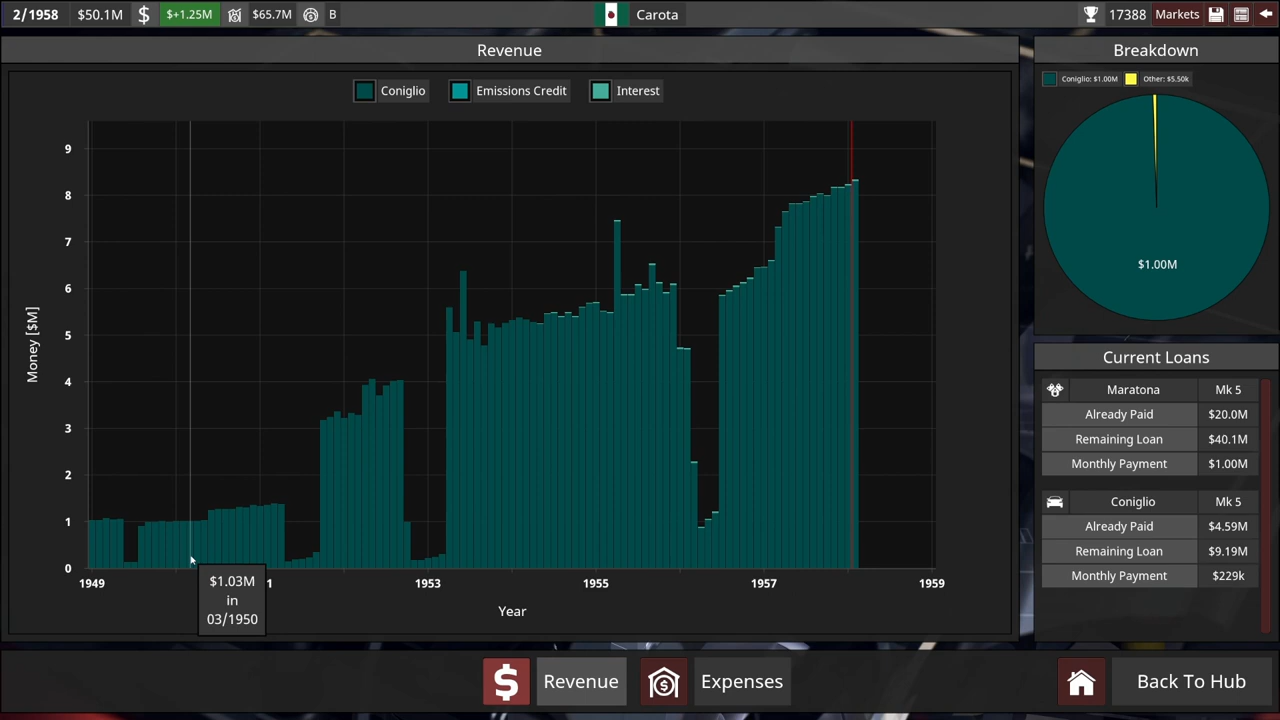 2/1958 $50.1M $+1.25M $65.7M B Carota 17388 Markets
Revenue
Coniglio Emissions Credit Interest
9
8
7
6
5
4
3
2
1
0
Money [$M]
1949 1 1953 1955 1957 1959
Year
$1.03M
in
03/1950
Breakdown
Coniglio: $1.00M Other: $5.50k
$1.00M
Current Loans
Maratona Mk 5
Already Paid $20.0M
Remaining Loan $40.1M
Monthly Payment $1.00M
Coniglio Mk 5
Already Paid $4.59M
Remaining Loan $9.19M
Monthly Payment $229k
$ Revenue Expenses Back To Hub